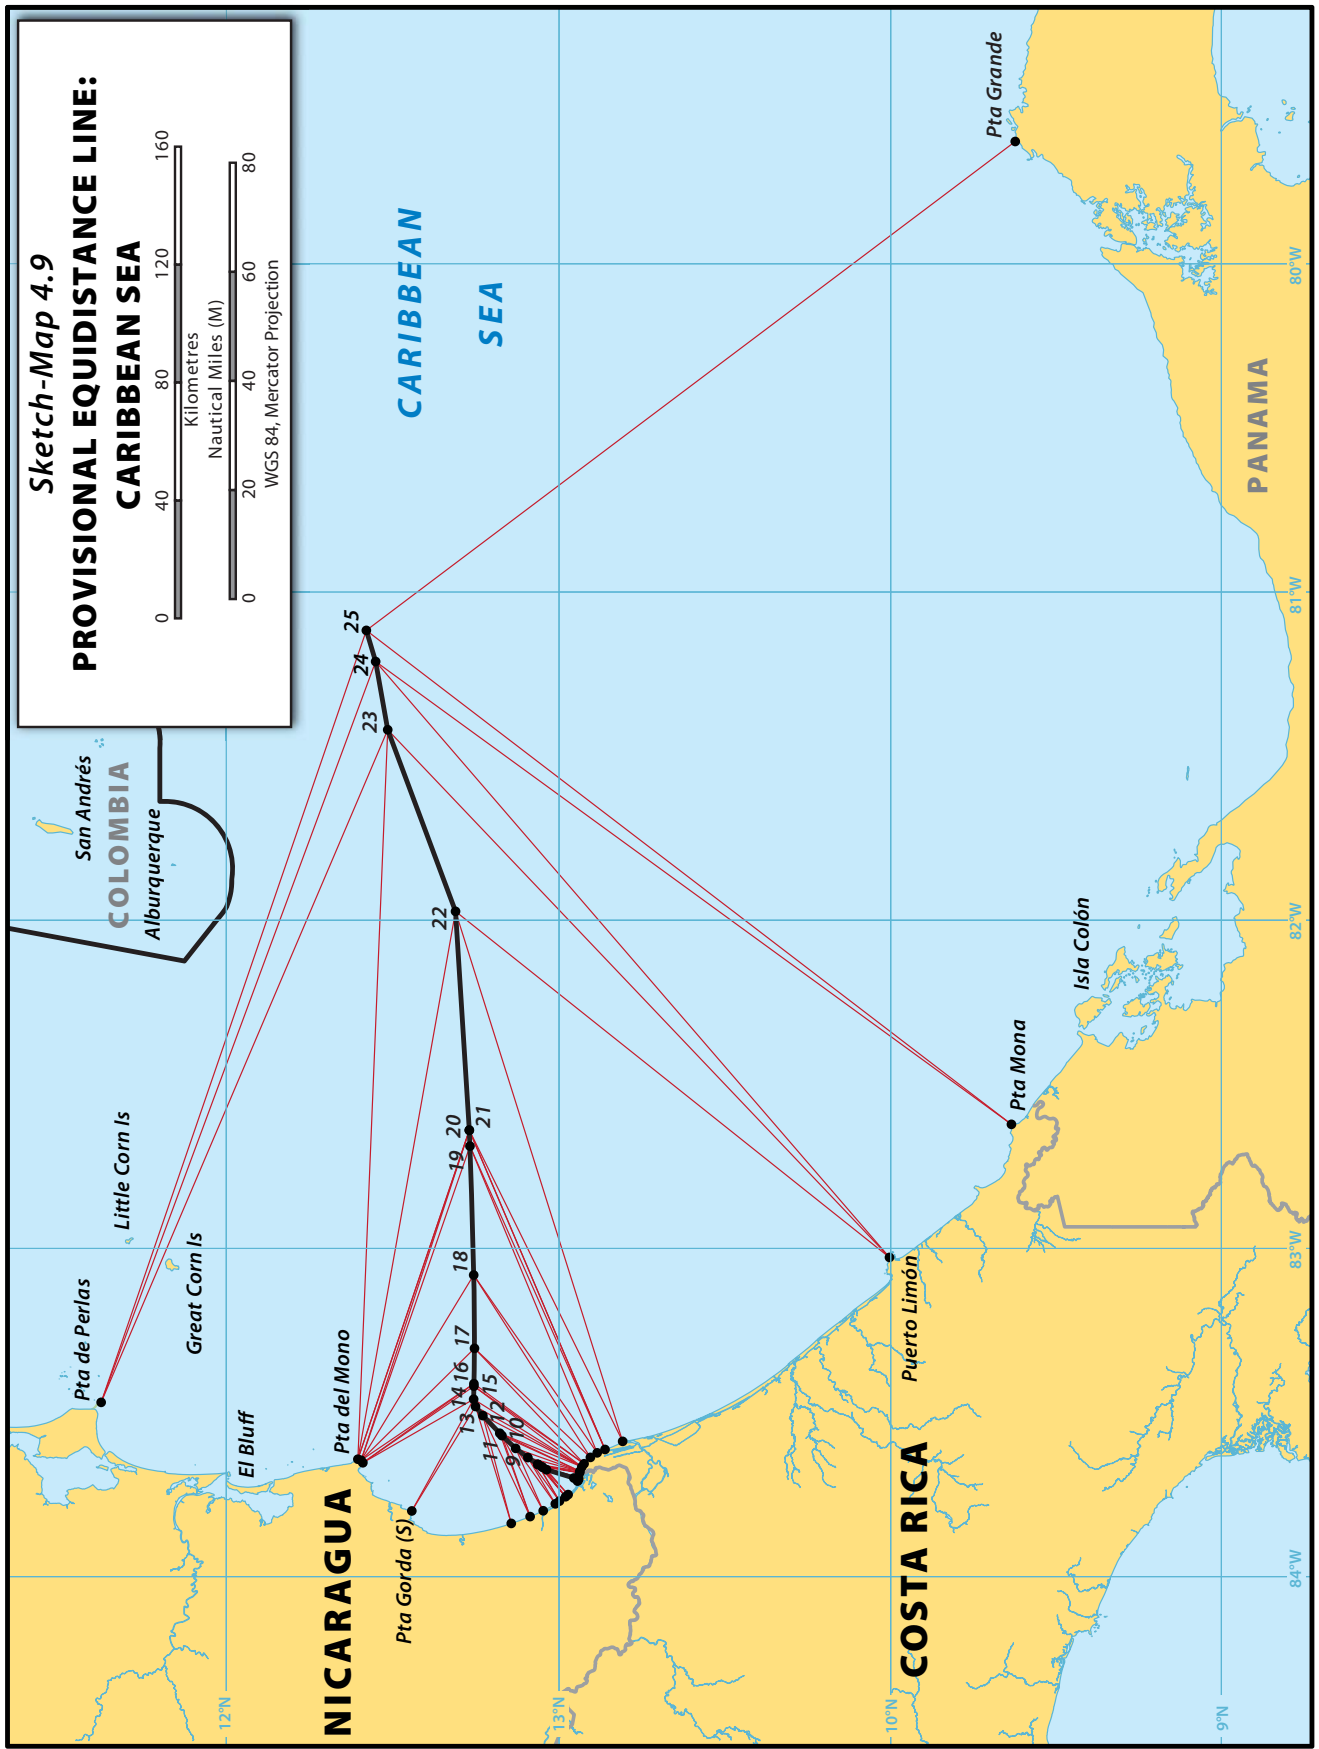 Sketch-Map 4.9
PROVISIONAL EQUIDISTANCE LINE:
CARIBBEAN SEA
0 40 80 120 160
Kilometres
Nautical Miles (M)
0 20 40 60 80
WGS 84, Mercator Projection
San Andrés
COLOMBIA
Alburquerque
Little Corn Is
Great Corn Is
Pta de Perlas
El Bluff
Pta del Mono
NICARAGUA
Pta Gorda (S)
CARIBBEAN
SEA
9
10
11
12
13
14
15
16
17
18
19
20
21
22
23
24
25
Pta Grande
PANAMA
Isla Colón
Pta Mona
Puerto Limón
COSTA RICA
12°N
13°N
10°N
9°N
84°W
83°W
82°W
81°W
80°W